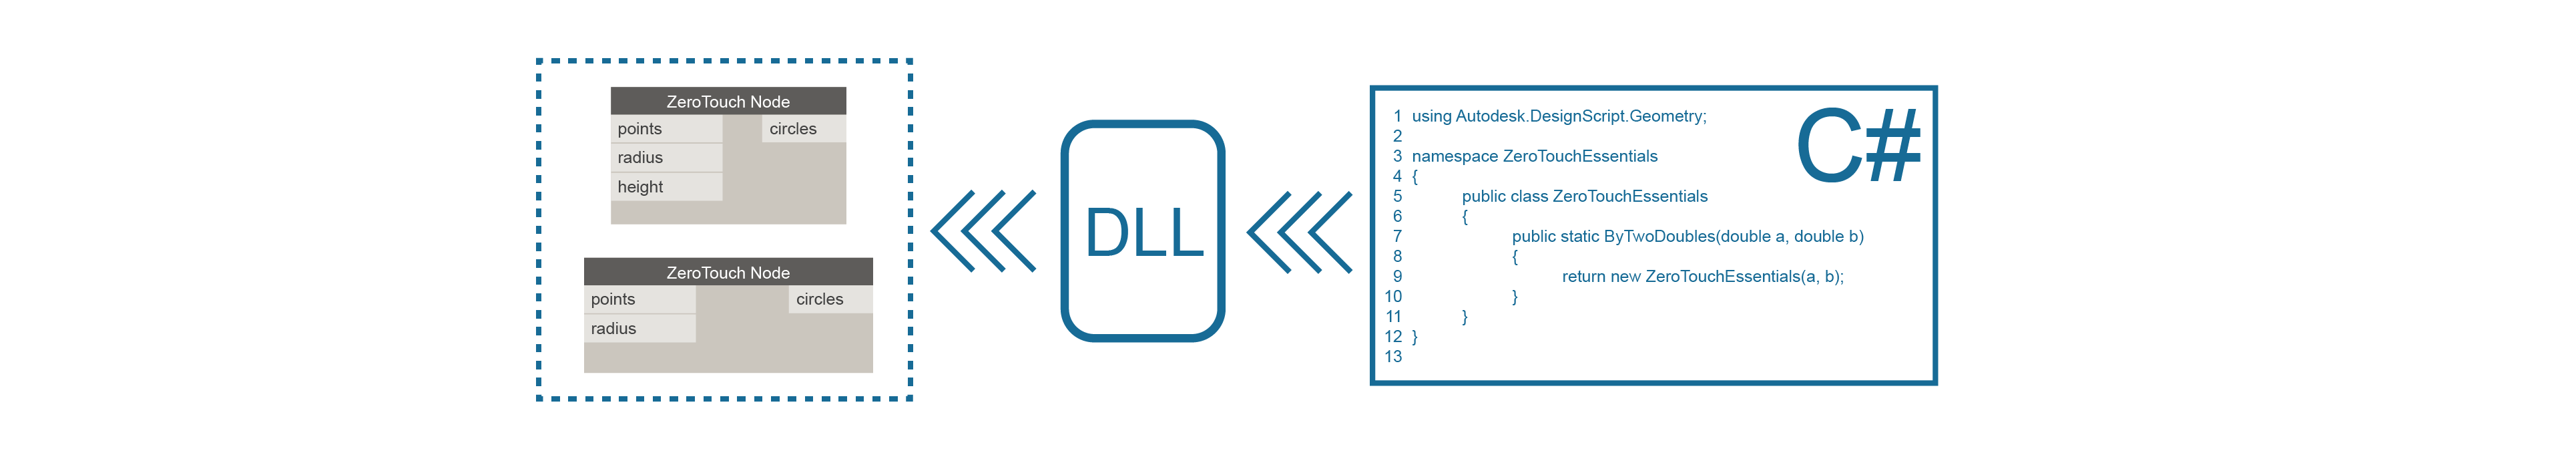 ZeroTouch Node
points circles
radius
height
ZeroTouch Node
points circles
radius
DLL
C#
1 using Autodesk.DesignScript.Geometry;
2
3 namespace ZeroTouchEssentials
4 {
5 public class ZeroTouchEssentials
6 {
7 public static ByTwoDoubles(double a, double b)
8 {
9 return new ZeroTouchEssentials(a, b);
10 }
11 }
12 }
13